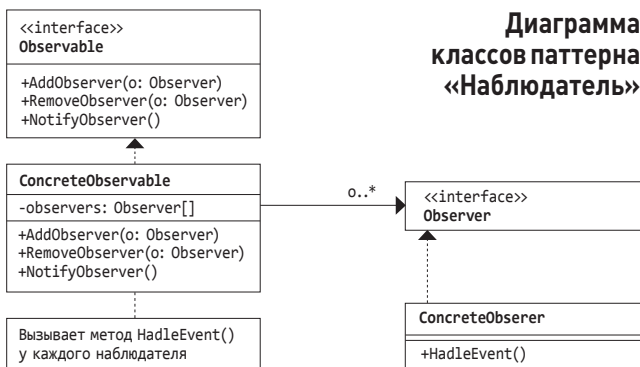 Диаграмма
классов паттерна
«Наблюдатель»
<<interface>>
Observable
+AddObserver(o: Observer)
+RemoveObserver(o: Observer)
+NotifyObserver()
ConcreteObservable
-observers: Observer[]
+AddObserver(o: Observer)
+RemoveObserver(o: Observer)
+NotifyObserver()
Вызывает метод HadleEvent()
у каждого наблюдателя
o..*
<<interface>>
Observer
ConcreteObserer
+HadleEvent()